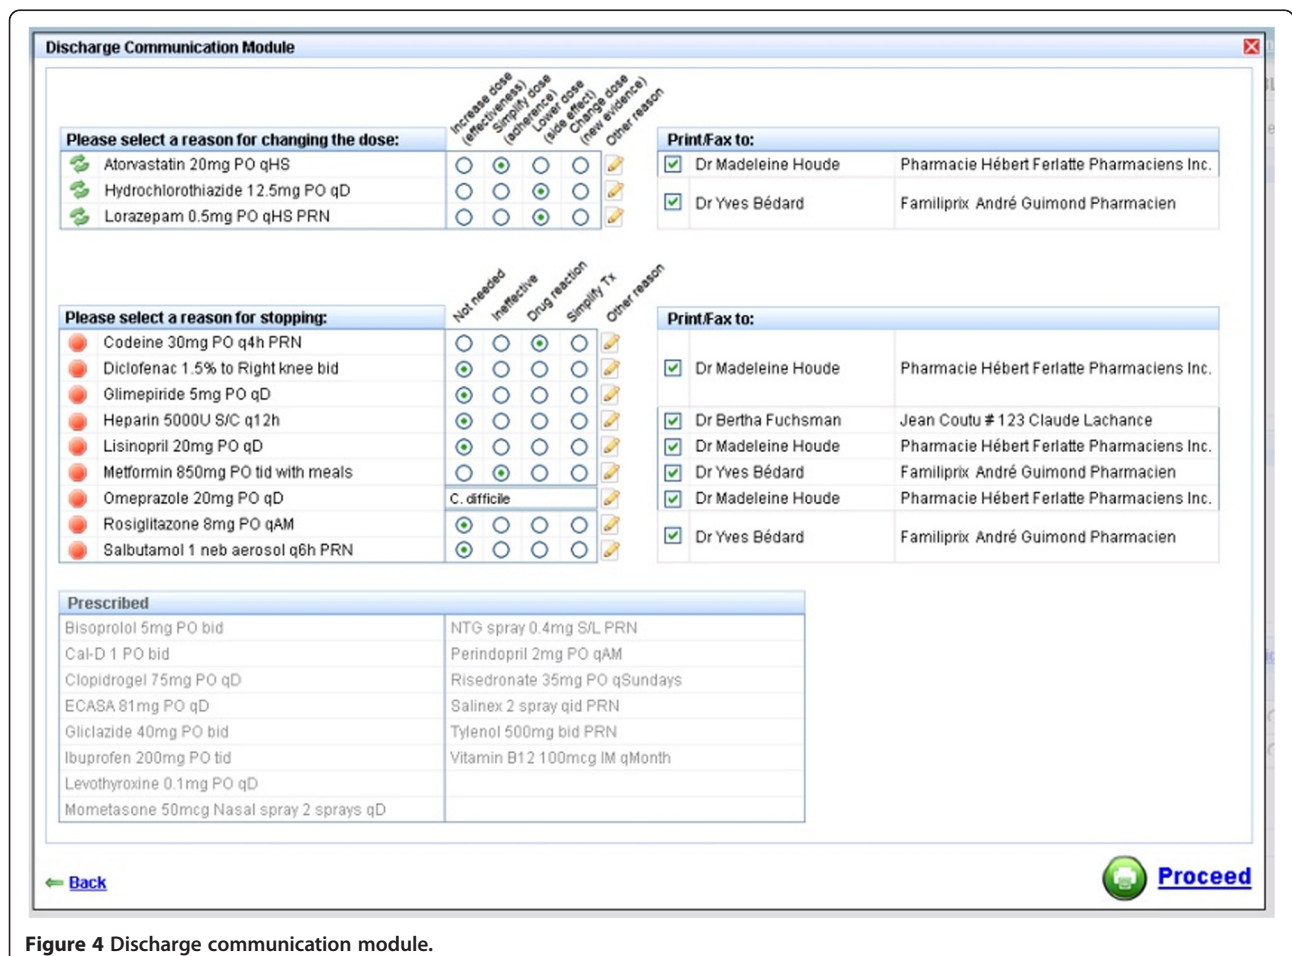 Discharge Communication Module
Increase dose
(effectiveness)
Simplify dose
(adherence)
Lower dose
(side effect)
Change dose
(new evidence)
Other reason
Please select a reason for changing the dose:
Print/Fax to:
Atorvastatin 20mg PO qHS
Dr Madeleine Houde Pharmacie Hébert Ferlatte Pharmaciens Inc.
Hydrochlorothiazide 12.5mg PO qD
Dr Yves Bédard Familiprix André Guimond Pharmacien
Lorazepam 0.5mg PO qHS PRN
Not needed
Ineffective
Drug reaction
Simplify Tx
Other reason
Please select a reason for stopping:
Print/Fax to:
Codeine 30mg PO q4h PRN
Diclofenac 1.5% to Right knee bid
Dr Madeleine Houde Pharmacie Hébert Ferlatte Pharmaciens Inc.
Glimepiride 5mg PO qD
Heparin 5000U S/C q12h
Dr Bertha Fuchsman Jean Coutu # 123 Claude Lachance
Lisinopril 20mg PO qD
Dr Madeleine Houde Pharmacie Hébert Ferlatte Pharmaciens Inc.
Metformin 850mg PO tid with meals
Dr Yves Bédard Familiprix André Guimond Pharmacien
Omeprazole 20mg PO qD C. difficile
Dr Madeleine Houde Pharmacie Hébert Ferlatte Pharmaciens Inc.
Rosiglitazone 8mg PO qAM
Dr Yves Bédard Familiprix André Guimond Pharmacien
Salbutamol 1 neb aerosol q6h PRN
Prescribed
Bisoprolol 5mg PO bid NTG spray 0.4mg S/L PRN
Cal-D 1 PO bid Perindopril 2mg PO qAM
Clopidrogel 75mg PO qD Risedronate 35mg PO qSundays
ECASA 81mg PO qD Salinex 2 spray qid PRN
Gliclazide 40mg PO bid Tylenol 500mg bid PRN
Ibuprofen 200mg PO tid Vitamin B12 100mcg IM qMonth
Levothyroxine 0.1mg PO qD
Mometasone 50mcg Nasal spray 2 sprays qD
Back
Proceed
Figure 4 Discharge communication module.